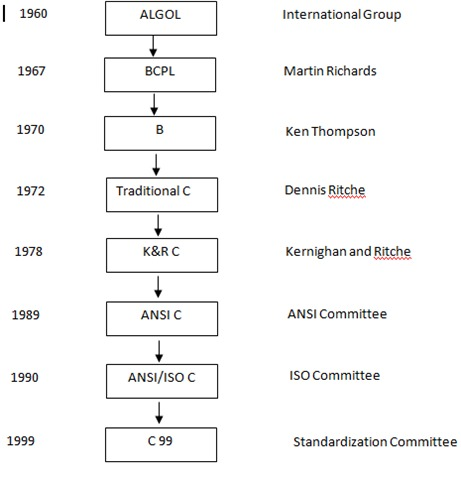 1960 ALGOL International Group
1967 BCPL Martin Richards
1970 B Ken Thompson
1972 Traditional C Dennis Ritche
1978 K&R C Kernighan and Ritche
1989 ANSI C ANSI Committee
1990 ANSI/ISO C ISO Committee
1999 C 99 Standardization Committee